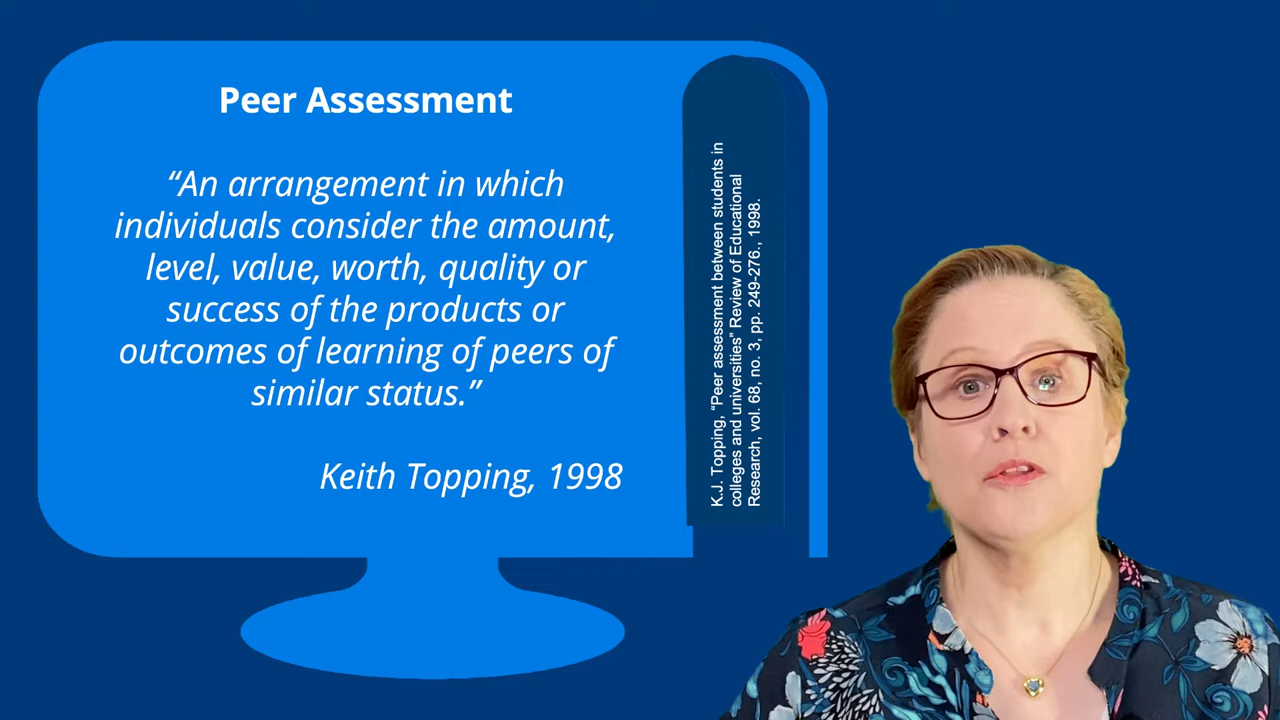 Peer Assessment
“An arrangement in which
individuals consider the amount,
level, value, worth, quality or
success of the products or
outcomes of learning of peers of
similar status.”
Keith Topping, 1998
K.J. Topping, “Peer assessment between students in
colleges and universities” Review of Educational
Research, vol. 68, no. 3, pp. 249-276., 1998.